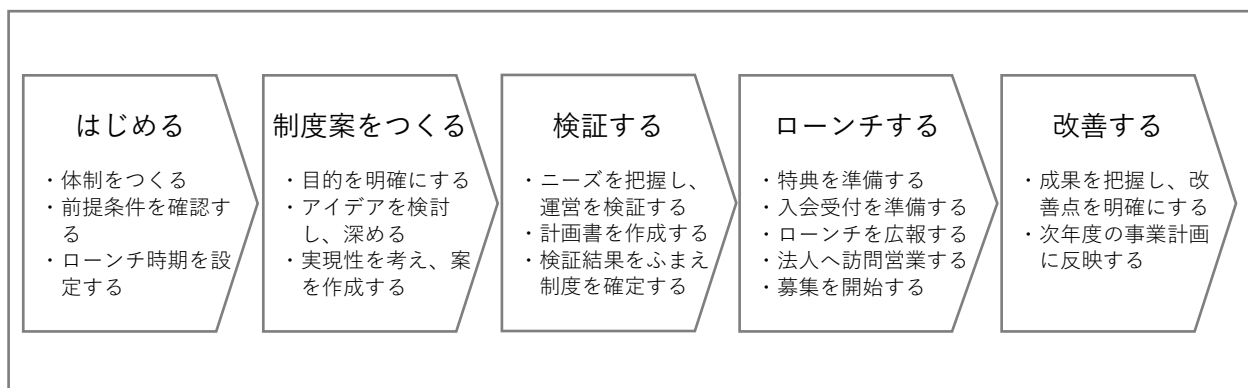 はじめる
・体制をつくる
・前提条件を確認す
る
・ローンチ時期を設
定する
制度案をつくる
・目的を明確にする
・アイデアを検討
し、深める
・実現性を考え、案
を作成する
検証する
・ニーズを把握し、
運営を検証する
・計画書を作成する
・検証結果をふまえ
制度を確定する
ローンチする
・特典を準備する
・入会受付を準備する
・ローンチを広報する
・法人へ訪問営業する
・募集を開始する
改善する
・成果を把握し、改
善点を明確にする
・次年度の事業計画
に反映する